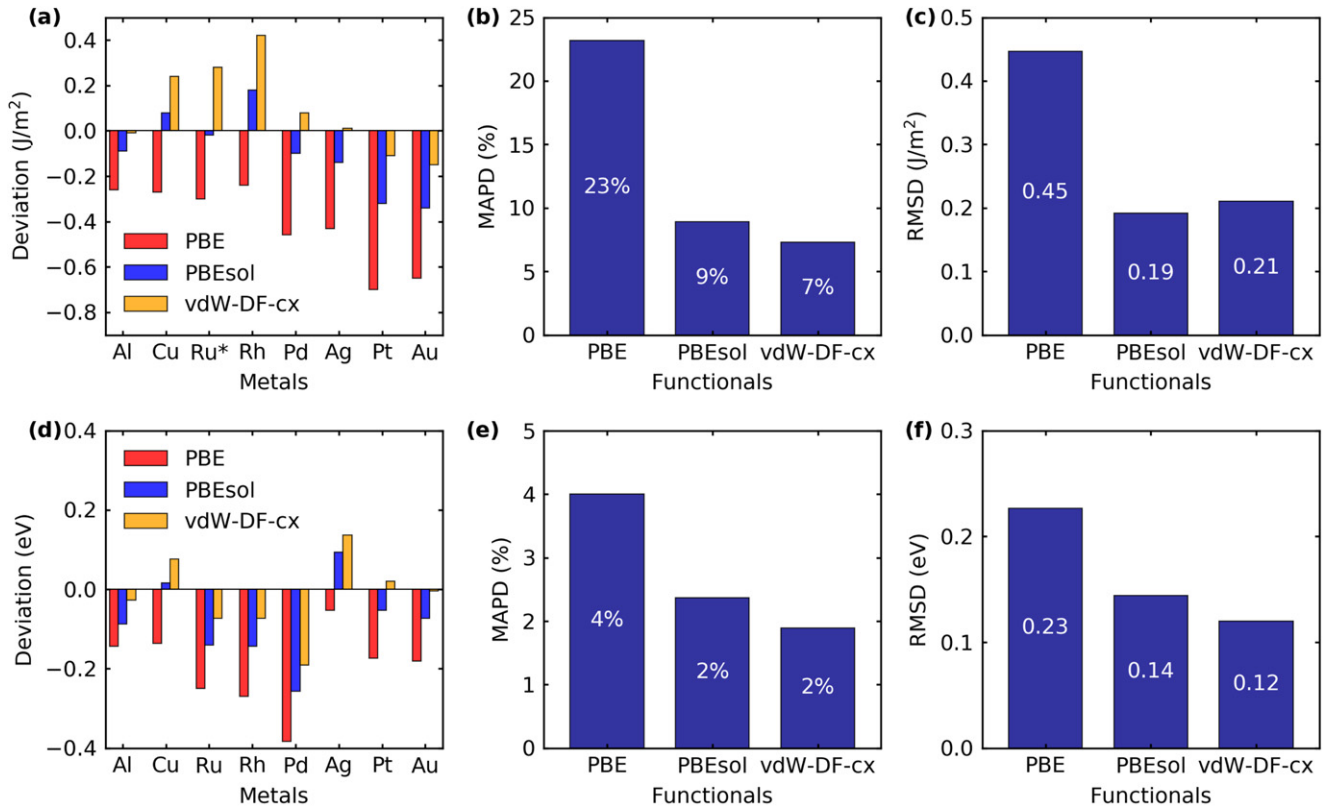 (a)
Deviation (J/m²)
0.4
0.2
0.0
−0.2
−0.4
−0.6
−0.8
PBE
PBEsol
vdW-DF-cx
Al Cu Ru* Rh Pd Ag Pt Au
Metals
(b)
MAPD (%)
25
20
15
10
5
0
23%
9%
7%
PBE PBEsol vdW-DF-cx
Functionals
(c)
RMSD (J/m²)
0.5
0.4
0.3
0.2
0.1
0.0
0.45
0.19
0.21
PBE PBEsol vdW-DF-cx
Functionals
(d)
Deviation (eV)
0.4
0.2
0.0
−0.2
−0.4
PBE
PBEsol
vdW-DF-cx
Al Cu Ru Rh Pd Ag Pt Au
Metals
(e)
MAPD (%)
5
4
3
2
1
0
4%
2%
2%
PBE PBEsol vdW-DF-cx
Functionals
(f)
RMSD (eV)
0.3
0.2
0.1
0.0
0.23
0.14
0.12
PBE PBEsol vdW-DF-cx
Functionals